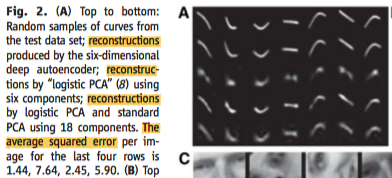 Fig. 2. (A) Top to bottom:
Random samples of curves from
the test data set; reconstructions
produced by the six-dimensional
deep autoencoder; reconstruc-
tions by "logistic PCA" (8) using
six components; reconstructions
by logistic PCA and standard
PCA using 18 components. The
average squared error per im-
age for the last four rows is
1.44, 7.64, 2.45, 5.90. (B) Top
A
C